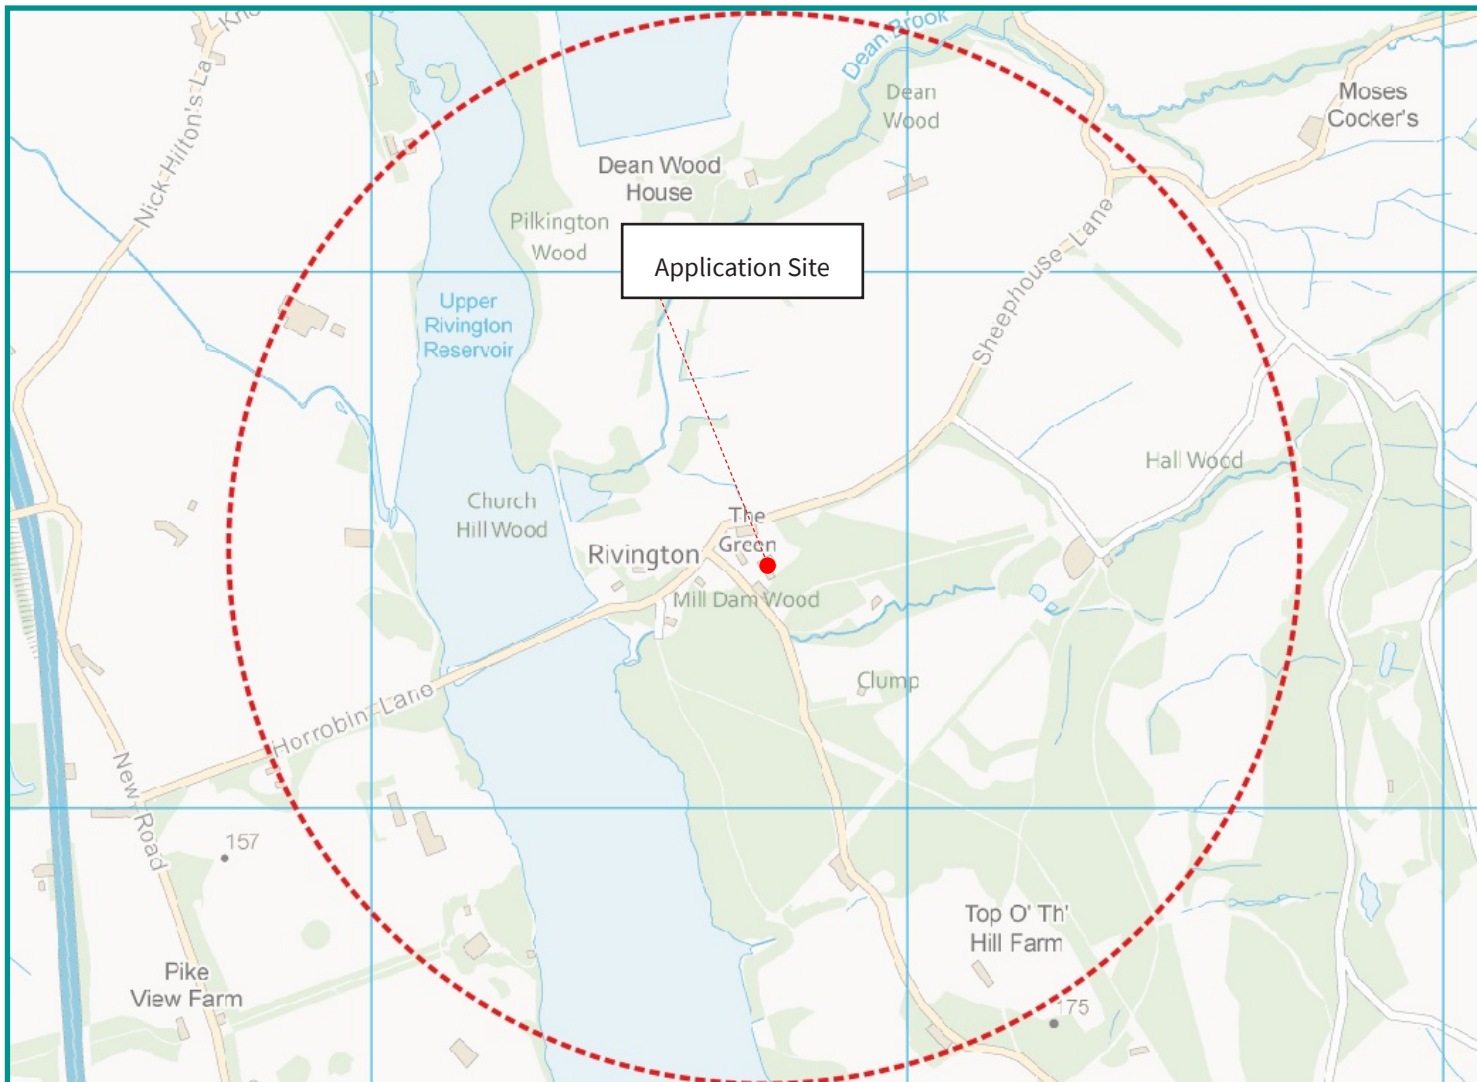 Kno
Dean Brook
Nick-Hilton's-La
Dean
Wood
Moses
Cocker's
Dean Wood
House
Pilkington
Wood
Application Site
Sheephouse-Lane
Upper
Rivington
Reservoir
Hall Wood
Church
Hill Wood
The
Green
Rivington
Mill Dam Wood
Clump
Horrobin-Lane
New-Road
157
Top O' Th'
Hill Farm
Pike
View Farm
175